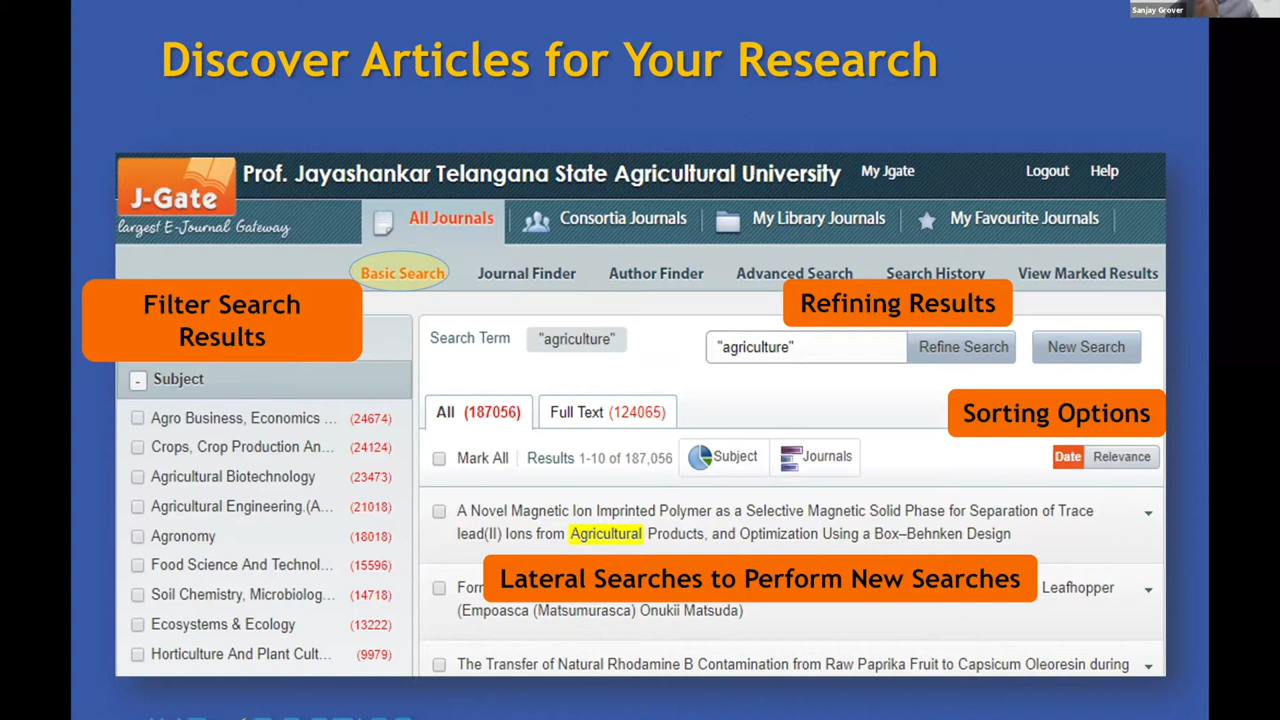 Sanjay Grover
Discover Articles for Your Research
J-Gate
largest E-Journal Gateway
Prof. Jayashankar Telangana State Agricultural University
My Jgate
Logout
Help
All Journals
Consortia Journals
My Library Journals
My Favourite Journals
Basic Search
Journal Finder
Author Finder
Advanced Search
Search History
View Marked Results
Filter Search
Results
Refining Results
Search Term
"agriculture"
"agriculture"
Refine Search
New Search
- Subject
Agro Business, Economics ... (24674)
Crops, Crop Production An... (24124)
Agricultural Biotechnology (23473)
Agricultural Engineering.(A... (21018)
Agronomy (18018)
Food Science And Technol... (15596)
Soil Chemistry, Microbiolog... (14718)
Ecosystems & Ecology (13222)
Horticulture And Plant Cult... (9979)
All (187056)
Full Text (124065)
Sorting Options
Mark All
Results 1-10 of 187,056
Subject
Journals
Date
Relevance
A Novel Magnetic Ion Imprinted Polymer as a Selective Magnetic Solid Phase for Separation of Trace
lead(II) Ions from Agricultural Products, and Optimization Using a Box–Behnken Design
Lateral Searches to Perform New Searches
Leafhopper
(Empoasca (Matsumurasca) Onukii Matsuda)
The Transfer of Natural Rhodamine B Contamination from Raw Paprika Fruit to Capsicum Oleoresin during